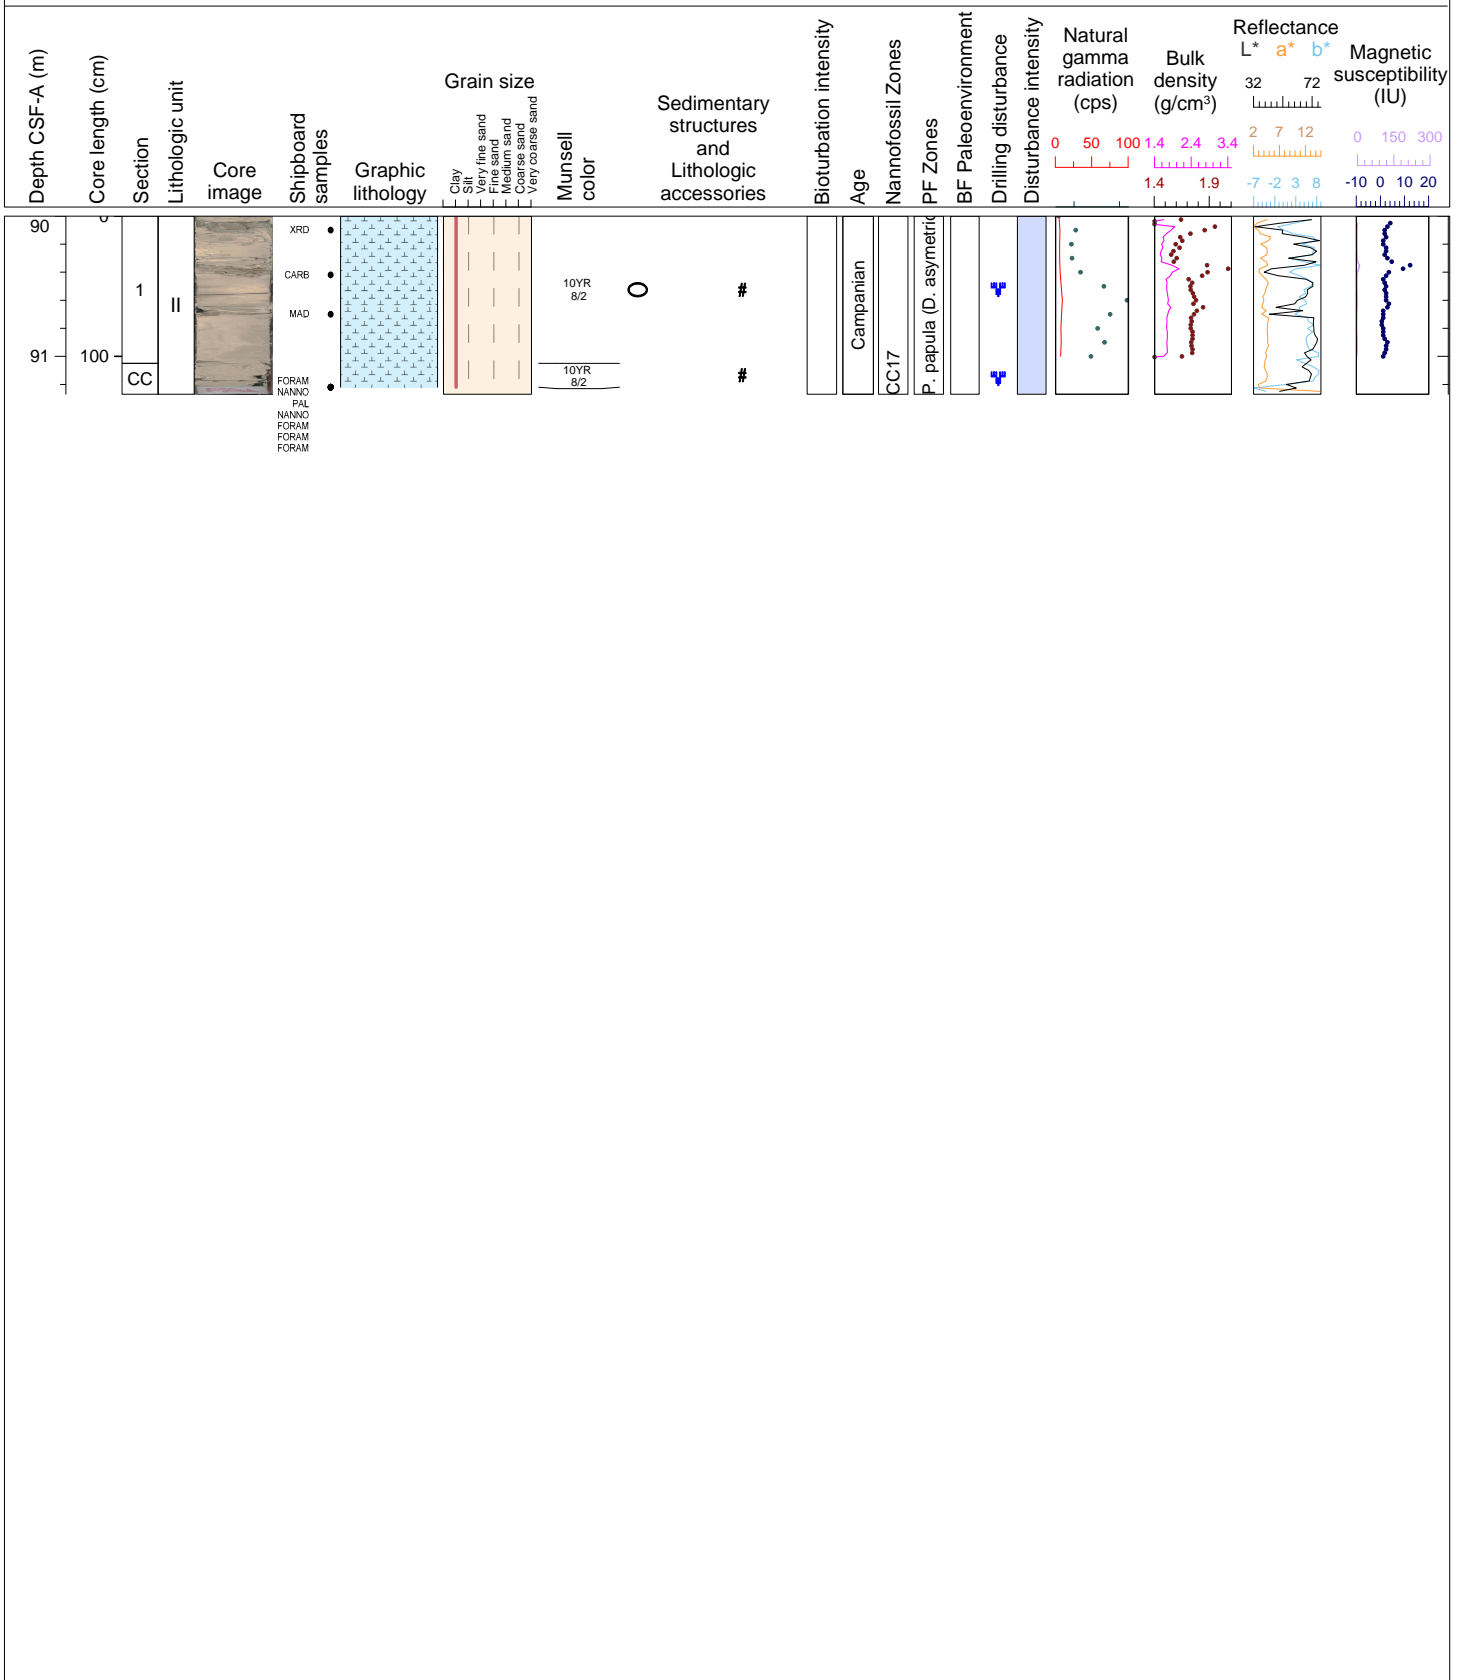 Depth CSF-A (m)
Core length (cm)
Section
Lithologic unit
Core
image
Shipboard
samples
Graphic
lithology
Grain size
Clay
Silt
Very fine sand
Fine sand
Medium sand
Coarse sand
Very coarse sand
Munsell
color
Sedimentary
structures
and
Lithologic
accessories
Bioturbation intensity
Age
Nannofossil Zones
PF Zones
BF Paleoenvironment
Drilling disturbance
Disturbance intensity
Natural
gamma
radiation
(cps)
0 50 100
Bulk
density
(g/cm³)
1.4 2.4 3.4
1.4 1.9
Reflectance
L* a* b*
32 72
2 7 12
-7 -2 3 8
Magnetic
susceptibility
(IU)
0 150 300
-10 0 10 20
90
91
0
100
1
CC
II
XRD
CARB
MAD
FORAM
NANNO
PAL
NANNO
FORAM
FORAM
FORAM
10YR
8/2
10YR
8/2
#
#
Campanian
CC17
P. papula (D. asymetric